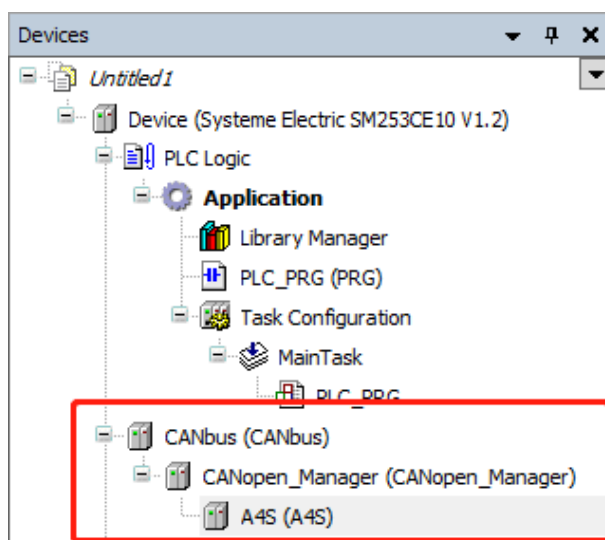 Devices
Untitled1
Device (Systeme Electric SM253CE10 V1.2)
PLC Logic
Application
Library Manager
PLC_PRG (PRG)
Task Configuration
MainTask
PLC_PRG
CANbus (CANbus)
CANopen_Manager (CANopen_Manager)
A4S (A4S)